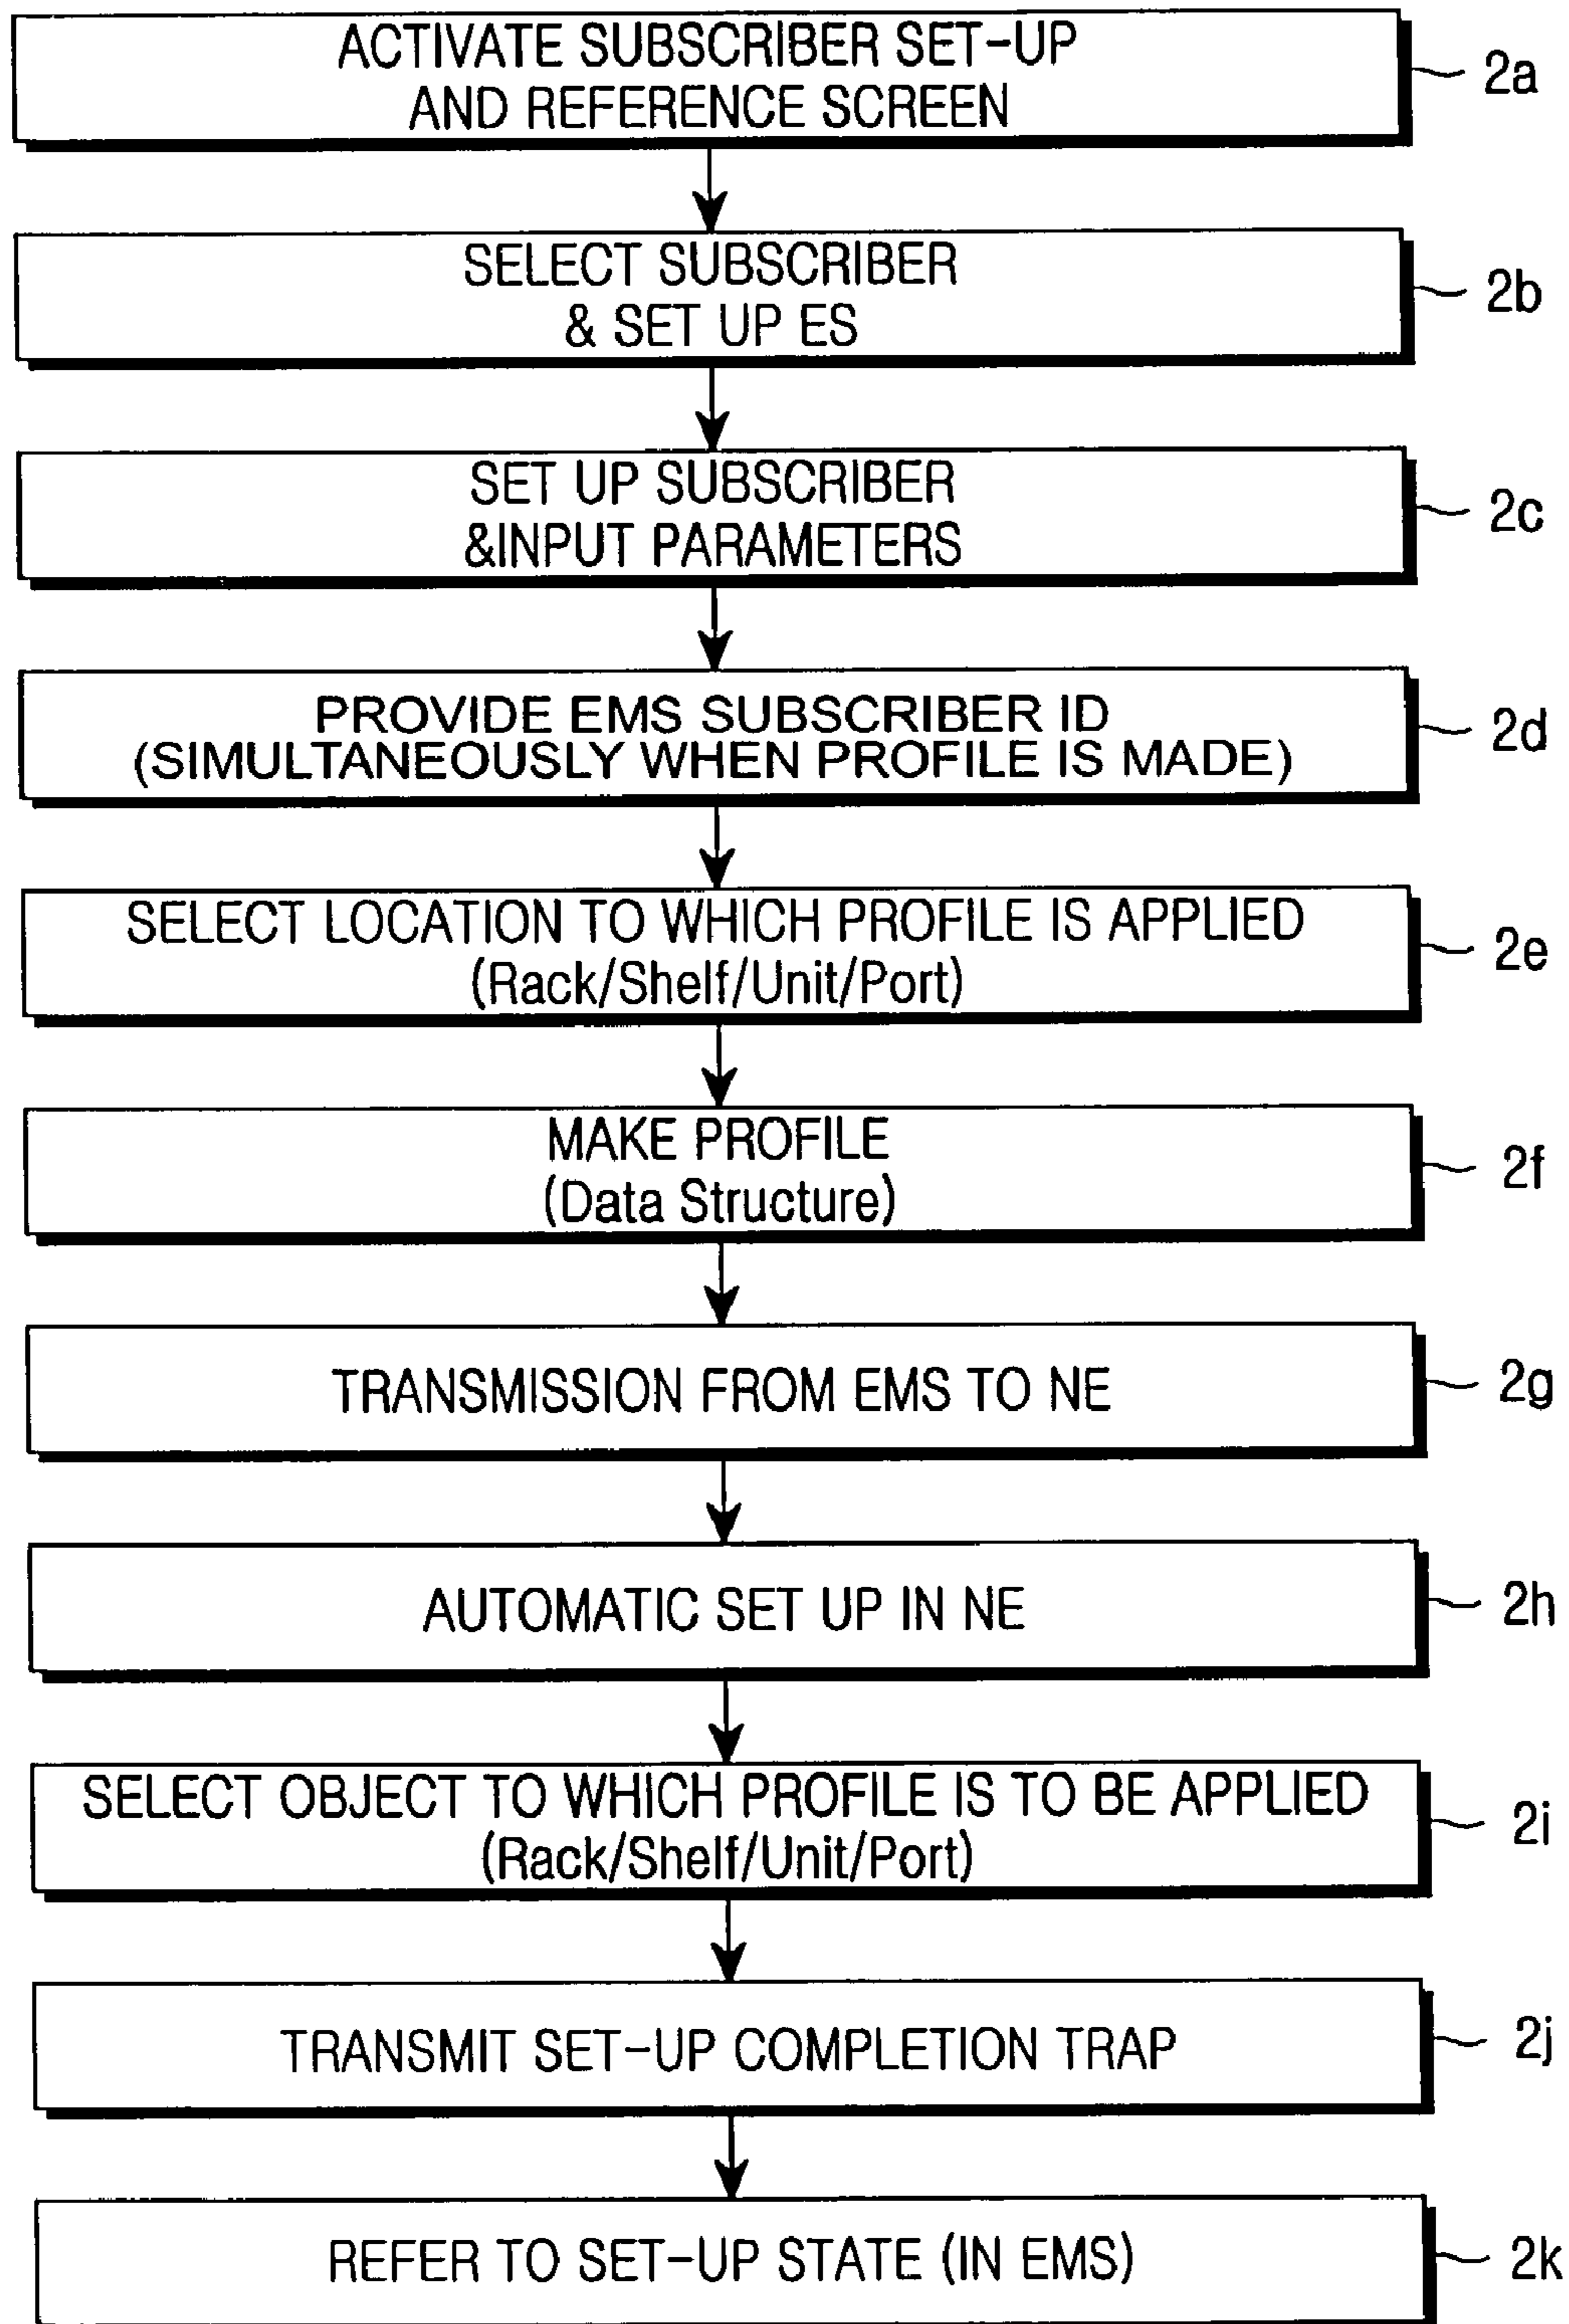 ACTIVATE SUBSCRIBER SET-UP
AND REFERENCE SCREEN
2a
SELECT SUBSCRIBER
& SET UP ES
2b
SET UP SUBSCRIBER
&INPUT PARAMETERS
2c
PROVIDE EMS SUBSCRIBER ID
(SIMULTANEOUSLY WHEN PROFILE IS MADE)
2d
SELECT LOCATION TO WHICH PROFILE IS APPLIED
(Rack/Shelf/Unit/Port)
2e
MAKE PROFILE
(Data Structure)
2f
TRANSMISSION FROM EMS TO NE
2g
AUTOMATIC SET UP IN NE
2h
SELECT OBJECT TO WHICH PROFILE IS TO BE APPLIED
(Rack/Shelf/Unit/Port)
2i
TRANSMIT SET-UP COMPLETION TRAP
2j
REFER TO SET-UP STATE (IN EMS)
2k